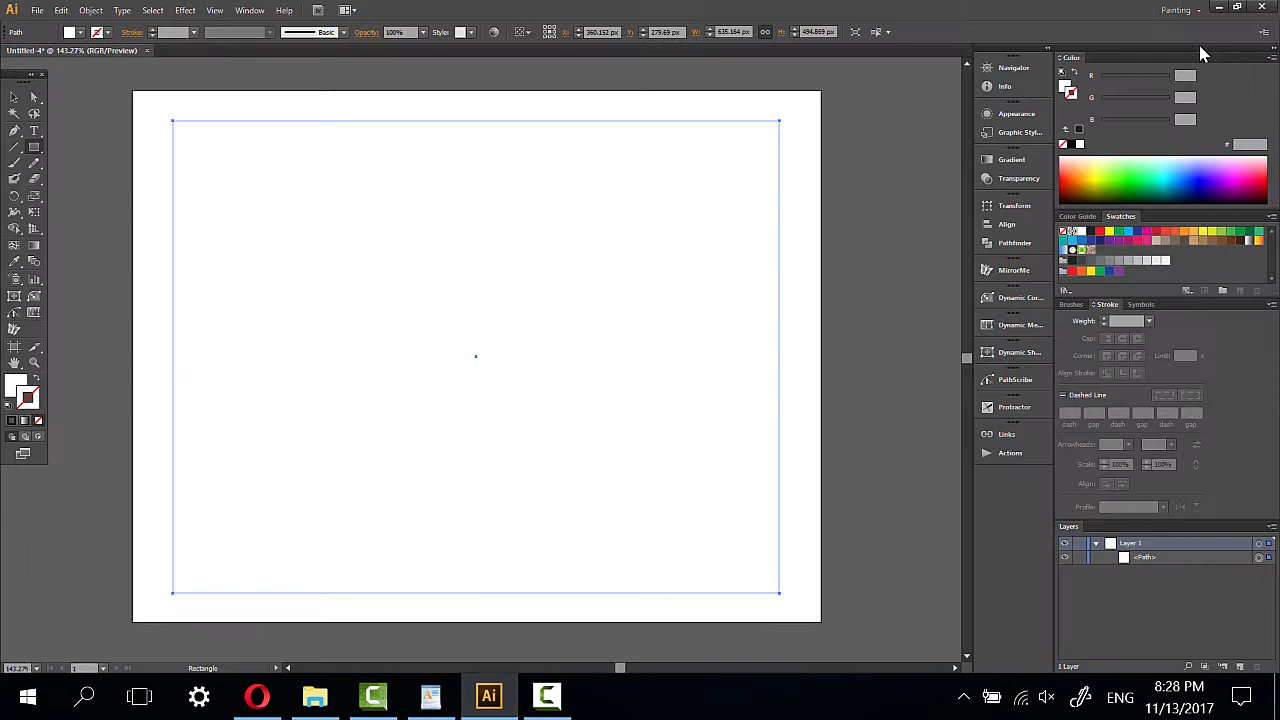 Ai File Edit Object Type Select Effect View Window Help Br Painting
Path Stroke: Basic Opacity: 100% Styles X: 360.152 px Y: 279.69 px W: 635.164 px H: 494.869 px
Untitled-4* @ 143.27% (RGB/Preview) ×
Navigator
Info
Appearance
Graphic Styl...
Gradient
Transparency
Transform
Align
Pathfinder
MirrorMe
Dynamic Cor...
Dynamic Me...
Dynamic Sh...
PathScribe
Protractor
Links
Actions
Color
R
G
B
#
Color Guide Swatches
Brushes Stroke Symbols
Weight:
Cap:
Corner: Limit: x
Align Stroke:
Dashed Line
dash gap dash gap dash gap
Arrowheads:
Scale: 100% 100%
Align:
Profile:
Layers
Layer 1
<Path>
1 Layer
143.27% 1 Rectangle
Ai
ENG
8:28 PM
11/13/2017